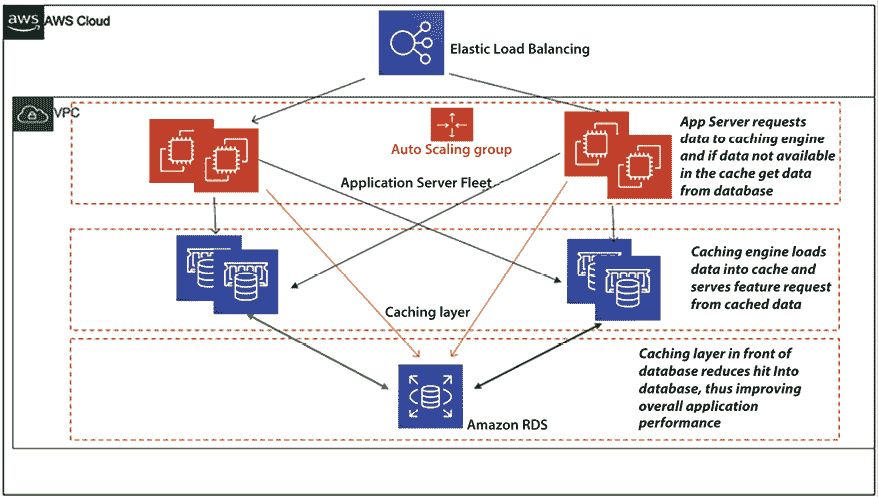 aws
AWS Cloud
Elastic Load Balancing
VPC
Auto Scaling group
App Server requests
data to caching engine
and if data not available
in the cache get data
from database
Application Server Fleet
Caching engine loads
data into cache and
serves feature request
from cached data
Caching layer
Caching layer in front of
database reduces hit Into
database, thus improving
overall application
performance
Amazon RDS